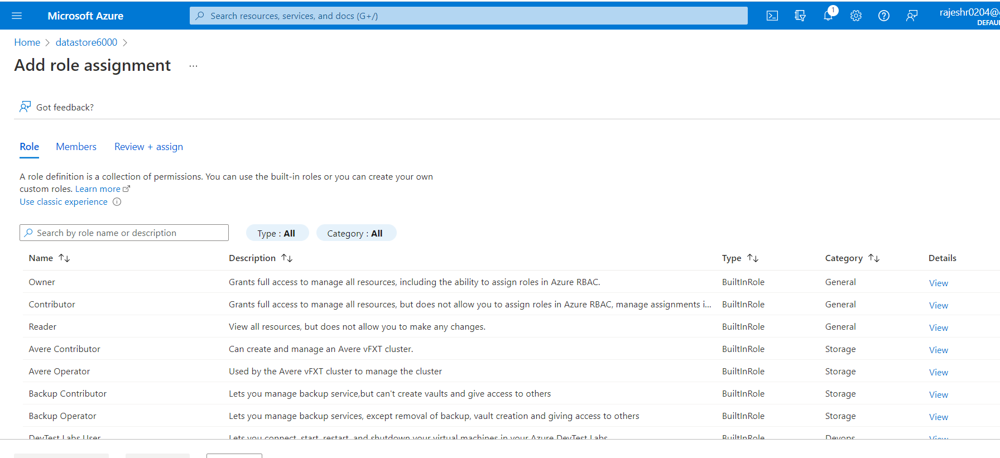 Microsoft Azure
Search resources, services, and docs (G+/)
1
rajeshr0204@
DEFAU
Home > datastore6000 >
Add role assignment ...
Got feedback?
Role Members Review + assign
A role definition is a collection of permissions. You can use the built-in roles or you can create your own
custom roles. Learn more
Use classic experience
Search by role name or description
Type : All
Category : All
Name Description Type Category Details
Owner Grants full access to manage all resources, including the ability to assign roles in Azure RBAC. BuiltInRole General View
Contributor Grants full access to manage all resources, but does not allow you to assign roles in Azure RBAC, manage assignments i... BuiltInRole General View
Reader View all resources, but does not allow you to make any changes. BuiltInRole General View
Avere Contributor Can create and manage an Avere vFXT cluster. BuiltInRole Storage View
Avere Operator Used by the Avere vFXT cluster to manage the cluster BuiltInRole Storage View
Backup Contributor Lets you manage backup service,but can't create vaults and give access to others BuiltInRole Storage View
Backup Operator Lets you manage backup services, except removal of backup, vault creation and giving access to others BuiltInRole Storage View
DevTest Labs User Lets you connect, start, restart, and shutdown your virtual machines in your Azure DevTest Labs. BuiltInRole Devops View